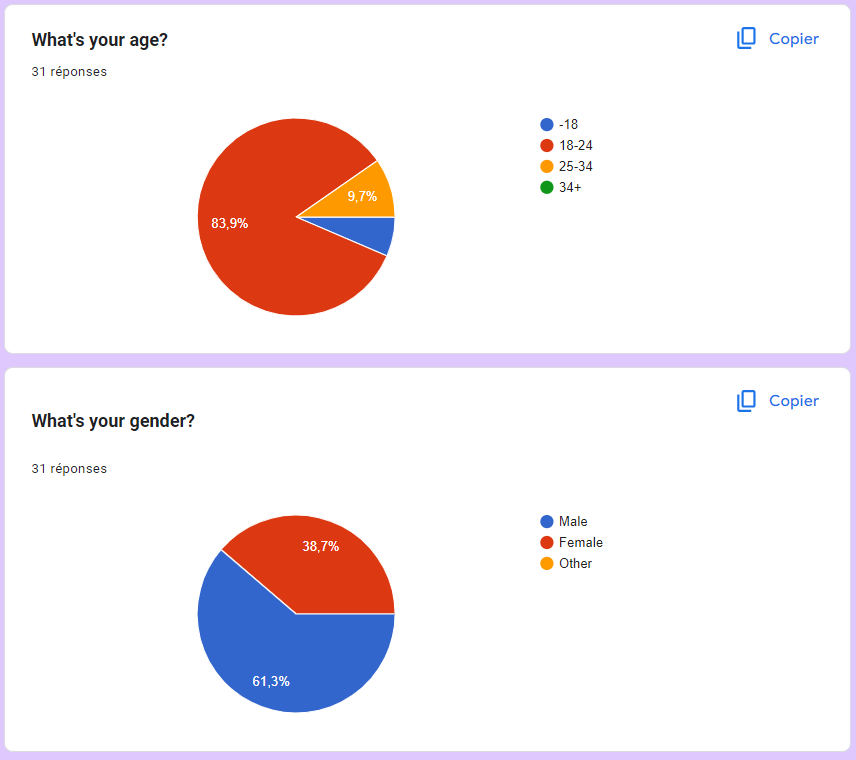 What's your age?
Copier
31 réponses
-18
18-24
25-34
34+
9,7%
83,9%
What's your gender?
Copier
31 réponses
Male
Female
Other
38,7%
61,3%